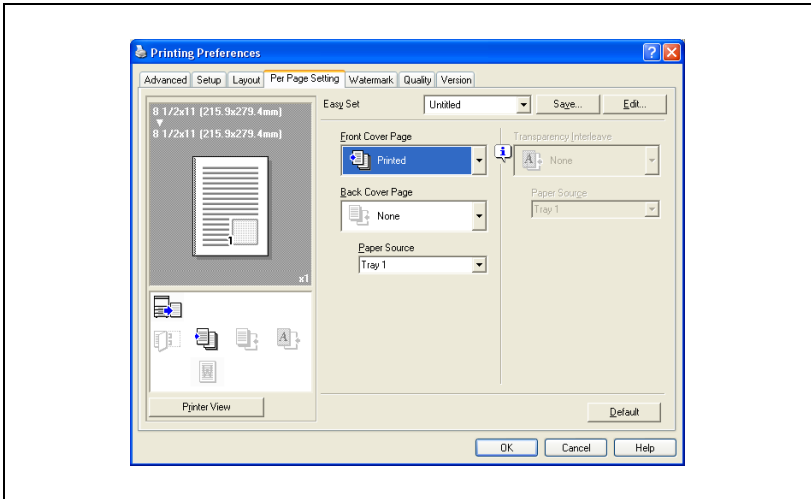 Printing Preferences
Advanced Setup Layout Per Page Setting Watermark Quality Version
8 1/2x11 (215.9x279.4mm)
8 1/2x11 (215.9x279.4mm)
1
x1
Printer View
Easy Set Untitled Save... Edit...
Front Cover Page
Printed
Back Cover Page
None
Paper Source
Tray 1
Transparency Interleave
A None
Paper Source
Tray 1
A
Default
OK Cancel Help